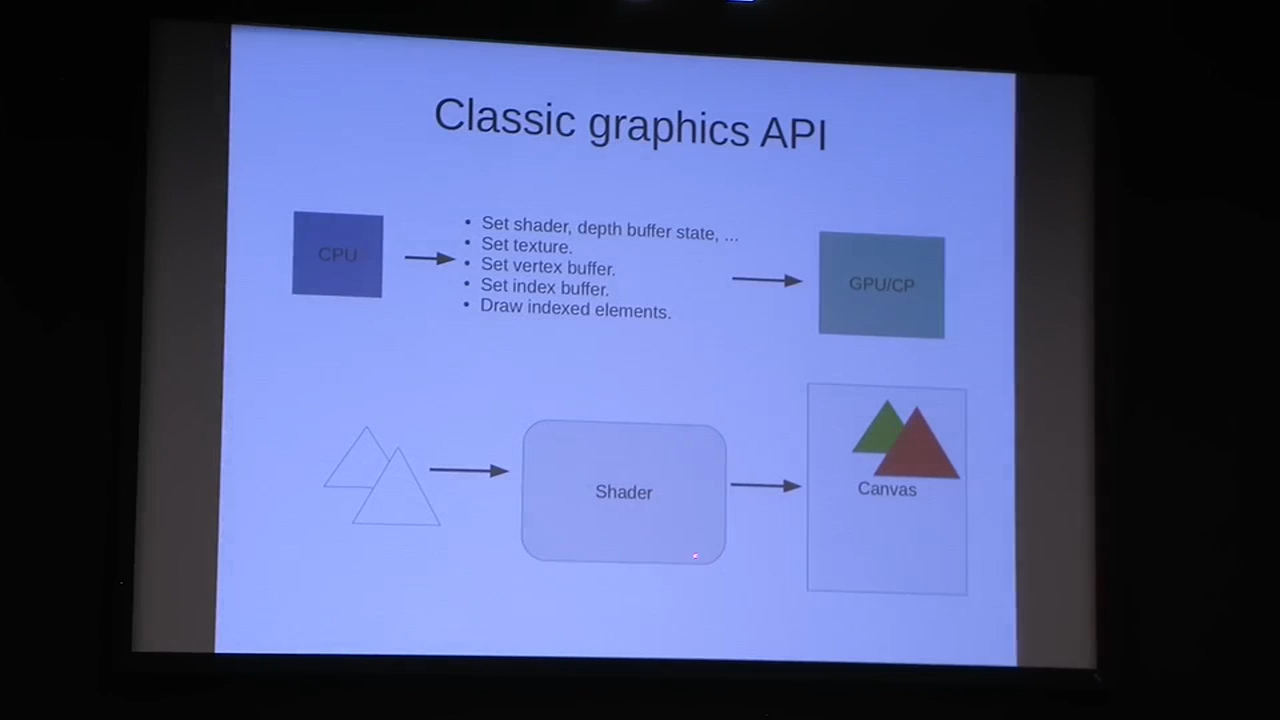 Classic graphics API
CPU
• Set shader, depth buffer state, ...
• Set texture.
• Set vertex buffer.
• Set index buffer.
• Draw indexed elements.
GPU/CP
Shader
Canvas